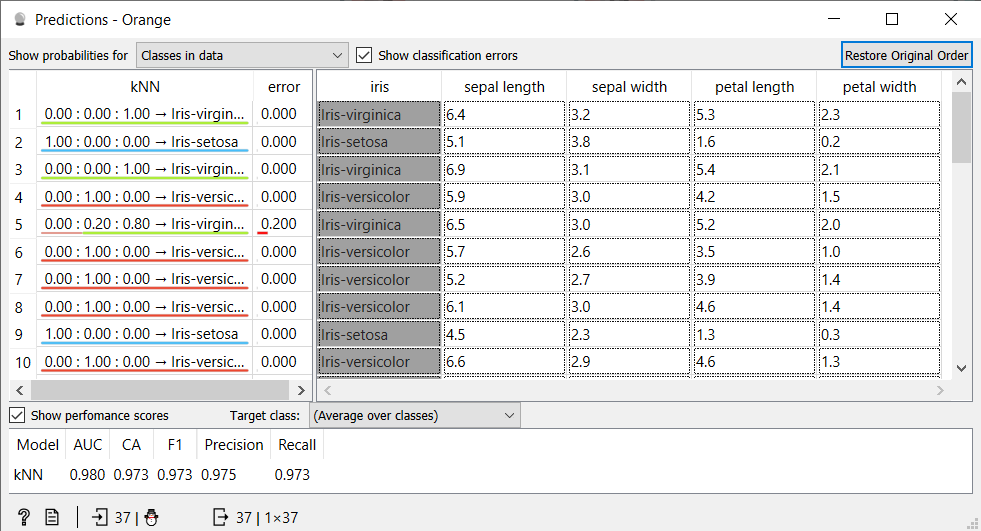 Predictions - Orange
Show probabilities for Classes in data Show classification errors Restore Original Order
kNN error iris sepal length sepal width petal length petal width
1 0.00 : 0.00 : 1.00 → Iris-virgin... 0.000 Iris-virginica 6.4 3.2 5.3 2.3
2 1.00 : 0.00 : 0.00 → Iris-setosa 0.000 Iris-setosa 5.1 3.8 1.6 0.2
3 0.00 : 0.00 : 1.00 → Iris-virgin... 0.000 Iris-virginica 6.9 3.1 5.4 2.1
4 0.00 : 1.00 : 0.00 → Iris-versic... 0.000 Iris-versicolor 5.9 3.0 4.2 1.5
5 0.00 : 0.20 : 0.80 → Iris-virgin... 0.200 Iris-virginica 6.5 3.0 5.2 2.0
6 0.00 : 1.00 : 0.00 → Iris-versic... 0.000 Iris-versicolor 5.7 2.6 3.5 1.0
7 0.00 : 1.00 : 0.00 → Iris-versic... 0.000 Iris-versicolor 5.2 2.7 3.9 1.4
8 0.00 : 1.00 : 0.00 → Iris-versic... 0.000 Iris-versicolor 6.1 3.0 4.6 1.4
9 1.00 : 0.00 : 0.00 → Iris-setosa 0.000 Iris-setosa 4.5 2.3 1.3 0.3
10 0.00 : 1.00 : 0.00 → Iris-versic... 0.000 Iris-versicolor 6.6 2.9 4.6 1.3
Show perfomance scores Target class: (Average over classes)
Model AUC CA F1 Precision Recall
kNN 0.980 0.973 0.973 0.975 0.973
? 37 | 37 | 1×37